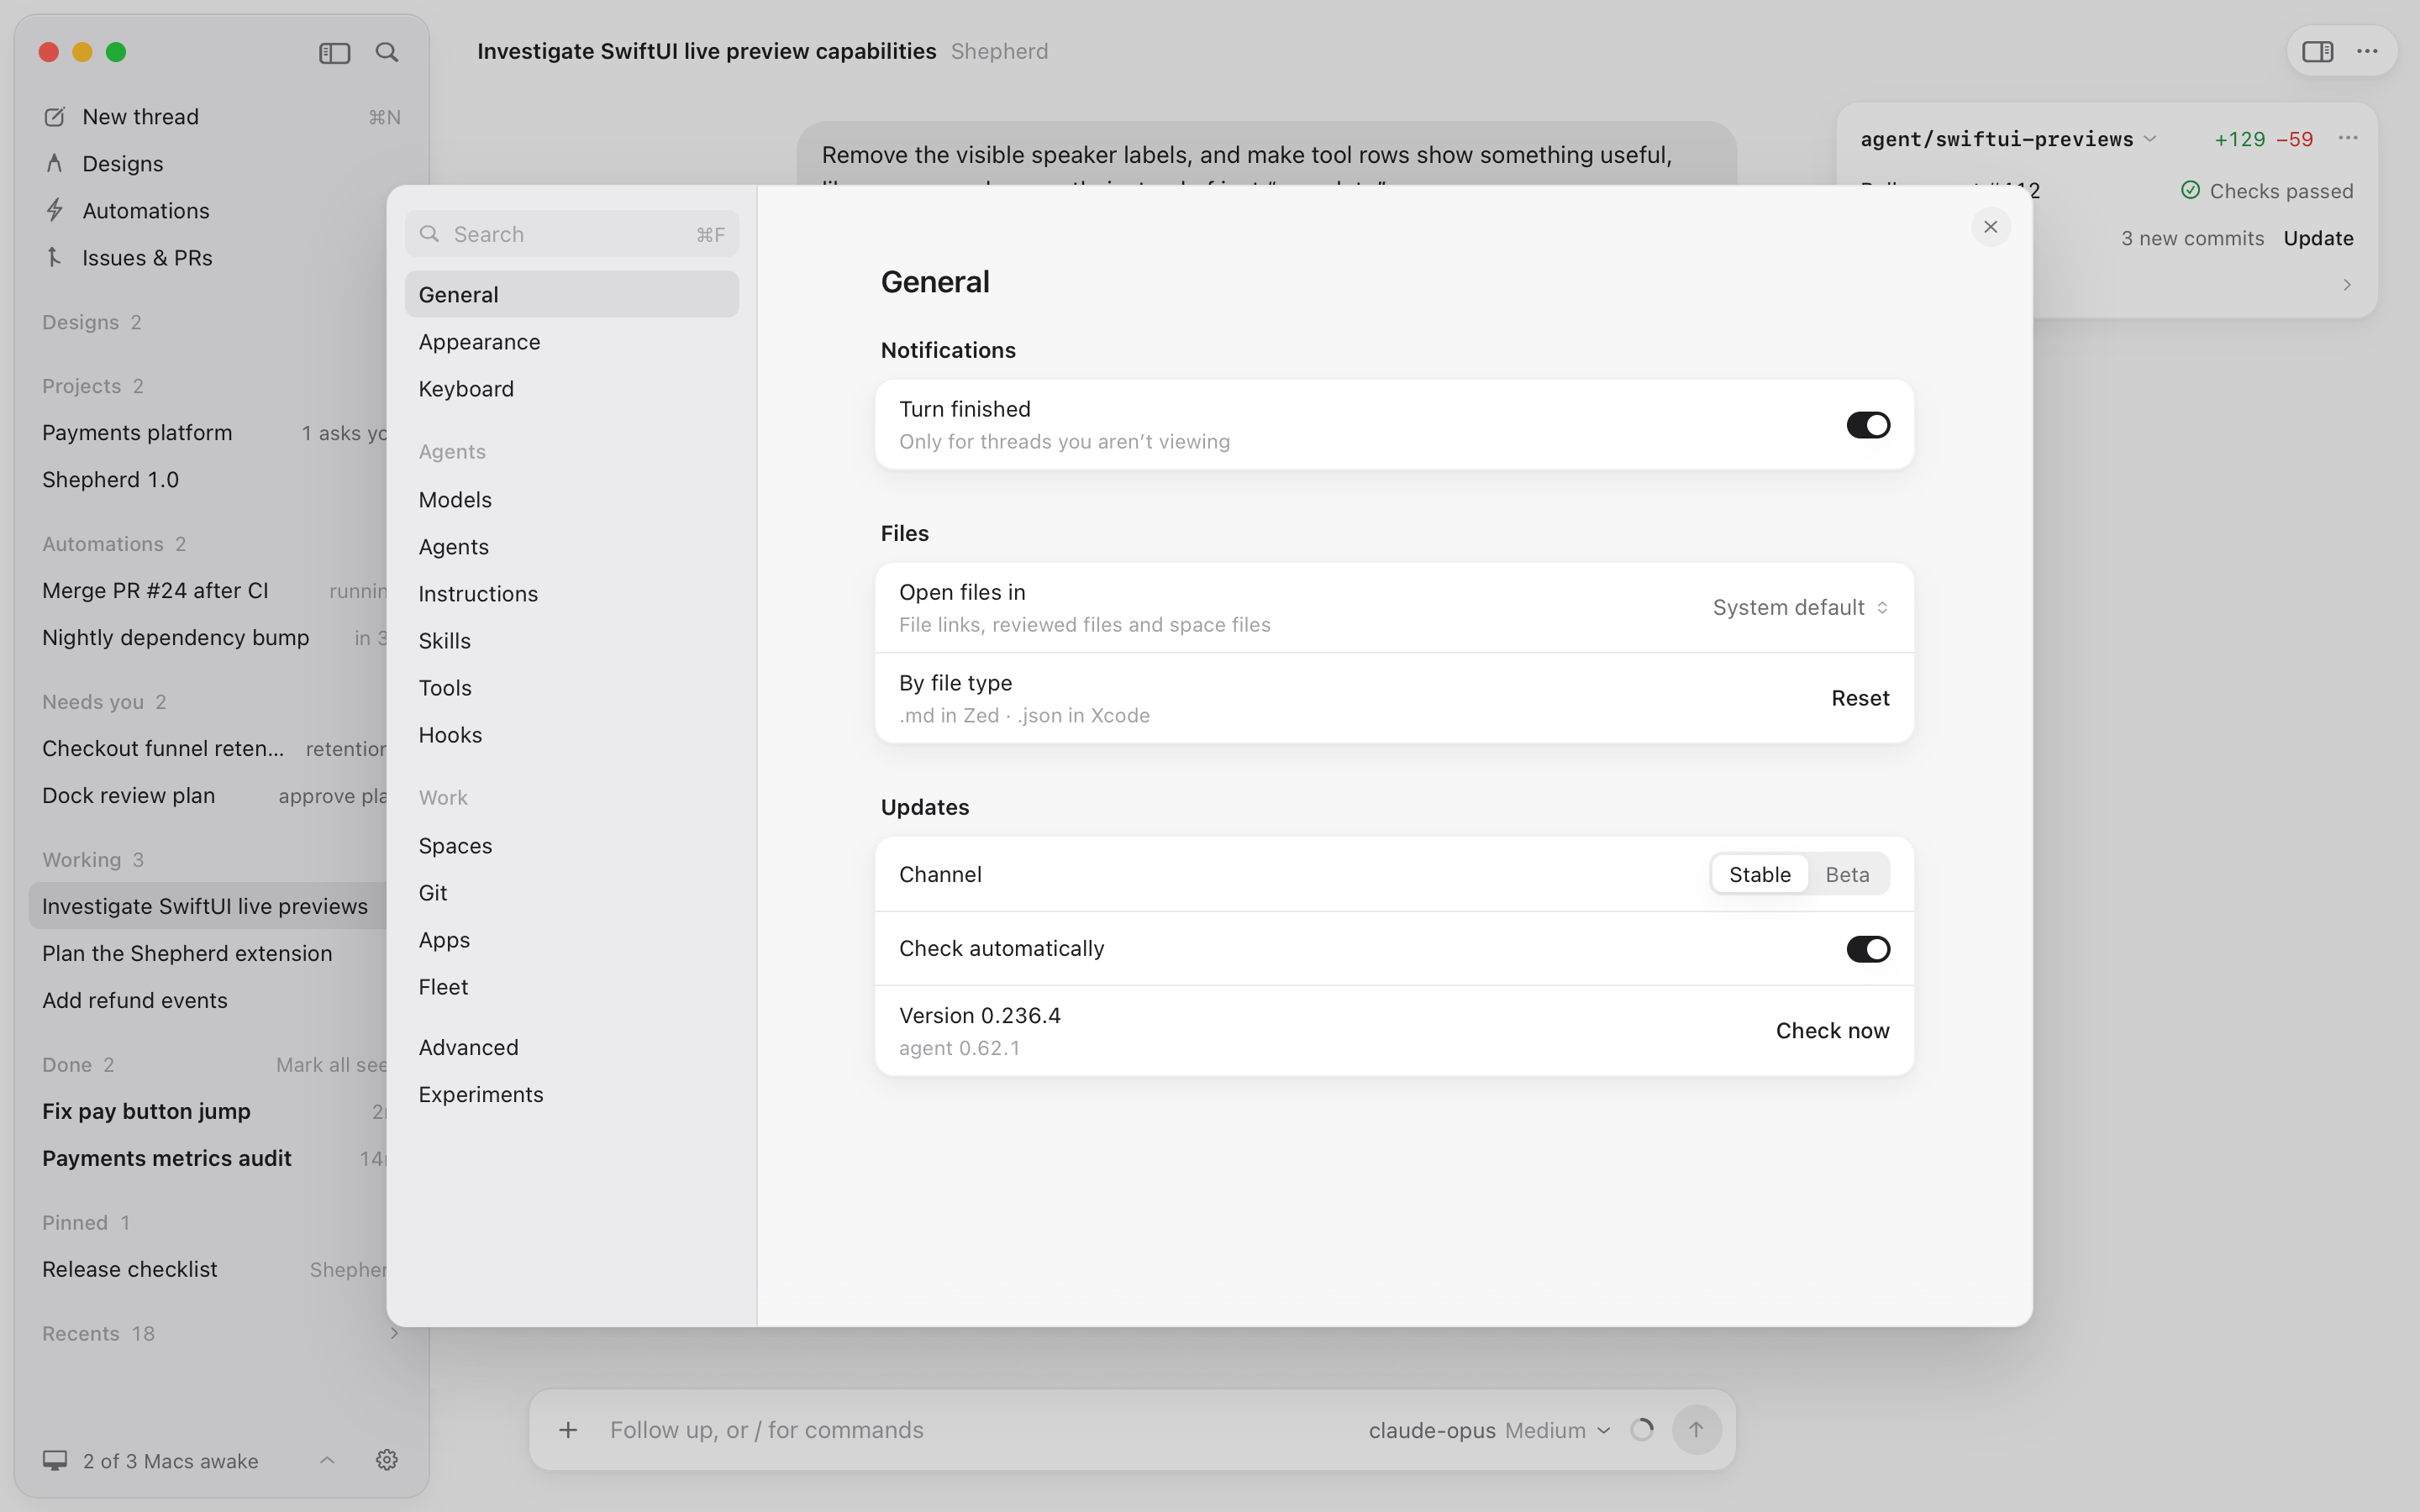 Investigate SwiftUI live preview capabilities Shepherd
New thread ⌘N
Designs
Automations
Issues & PRs
Designs 2
Projects 2
Payments platform 1 asks
Shepherd 1.0
Automations 2
Merge PR #24 after CI
Nightly dependency bump in 3
Needs you 2
Checkout funnel reten…
Dock review plan approve
Working 3
Investigate SwiftUI live previews
Plan the Shepherd extension
Add refund events
Done 2 Mark all
Fix pay button jump
Payments metrics audit
Pinned 1
Release checklist
Recents 18
2 of 3 Macs awake
Remove the visible speaker labels, and make tool rows show something useful,
agent/swiftui-previews +129 −59
Checks passed
3 new commits Update
Search ⌘F
General
Appearance
Keyboard
Agents
Models
Agents
Instructions
Skills
Tools
Hooks
Work
Spaces
Git
Apps
Fleet
Advanced
Experiments
General
Notifications
Turn finished
Only for threads you aren’t viewing
Files
Open files in
File links, reviewed files and space files
System default
By file type
.md in Zed · .json in Xcode
Reset
Updates
Channel Stable Beta
Check automatically
Version 0.236.4
agent 0.62.1
Check now
Follow up, or / for commands
claude-opus Medium